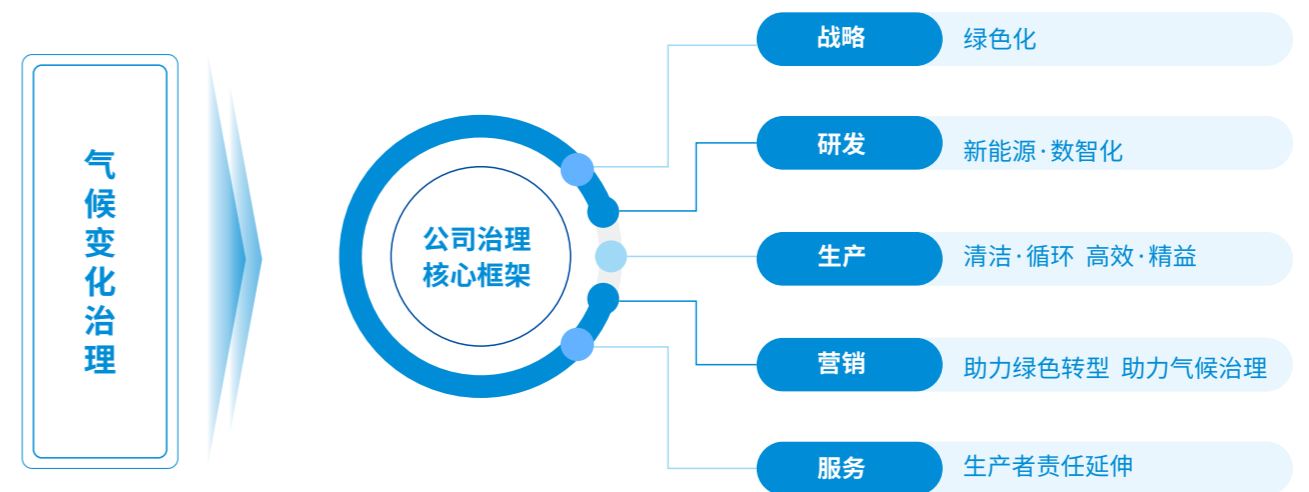 气候变化治理
公司治理
核心框架
战略 绿色化
研发 新能源·数智化
生产 清洁·循环 高效·精益
营销 助力绿色转型 助力气候治理
服务 生产者责任延伸